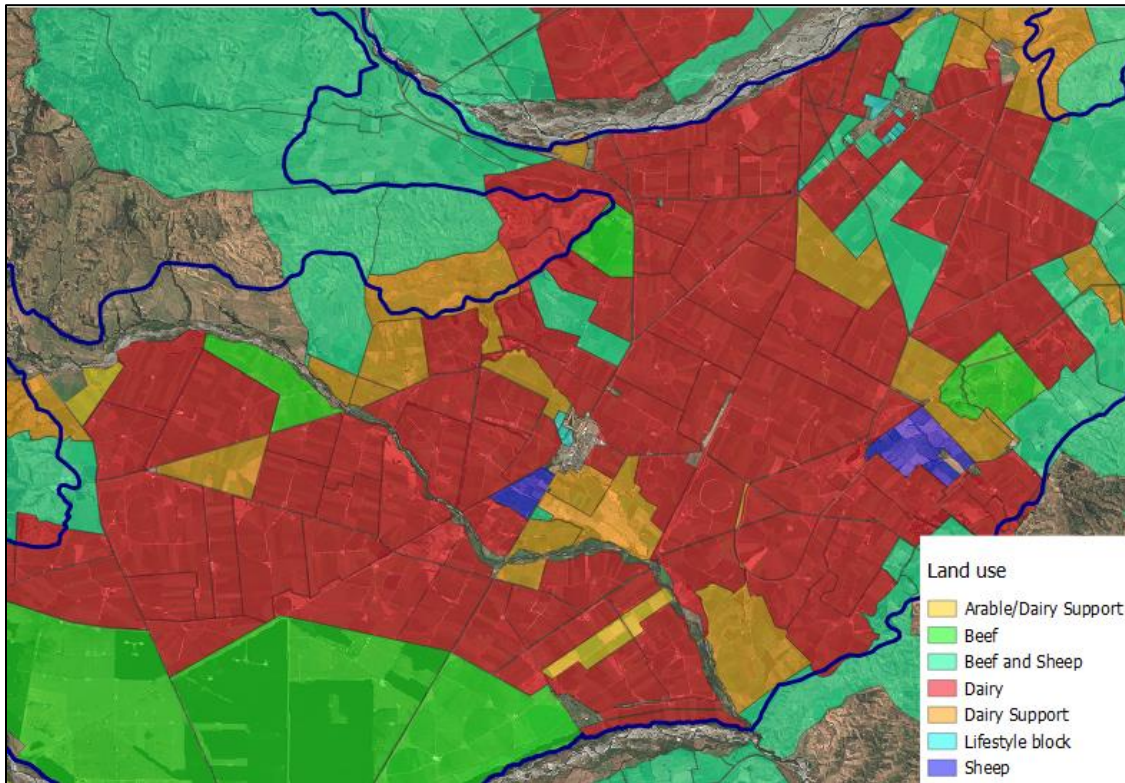 Land use
Arable/Dairy Support
Beef
Beef and Sheep
Dairy
Dairy Support
Lifestyle block
Sheep